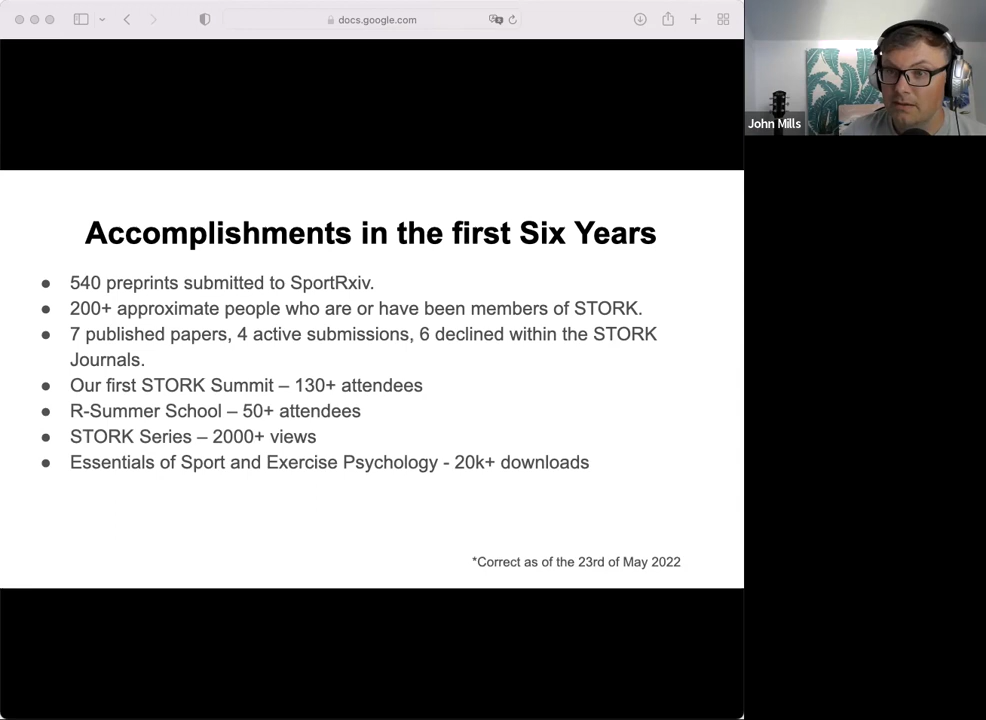 docs.google.com
John Mills
Accomplishments in the first Six Years
● 540 preprints submitted to SportRxiv.
● 200+ approximate people who are or have been members of STORK.
● 7 published papers, 4 active submissions, 6 declined within the STORK
Journals.
● Our first STORK Summit – 130+ attendees
● R-Summer School – 50+ attendees
● STORK Series – 2000+ views
● Essentials of Sport and Exercise Psychology - 20k+ downloads
*Correct as of the 23rd of May 2022